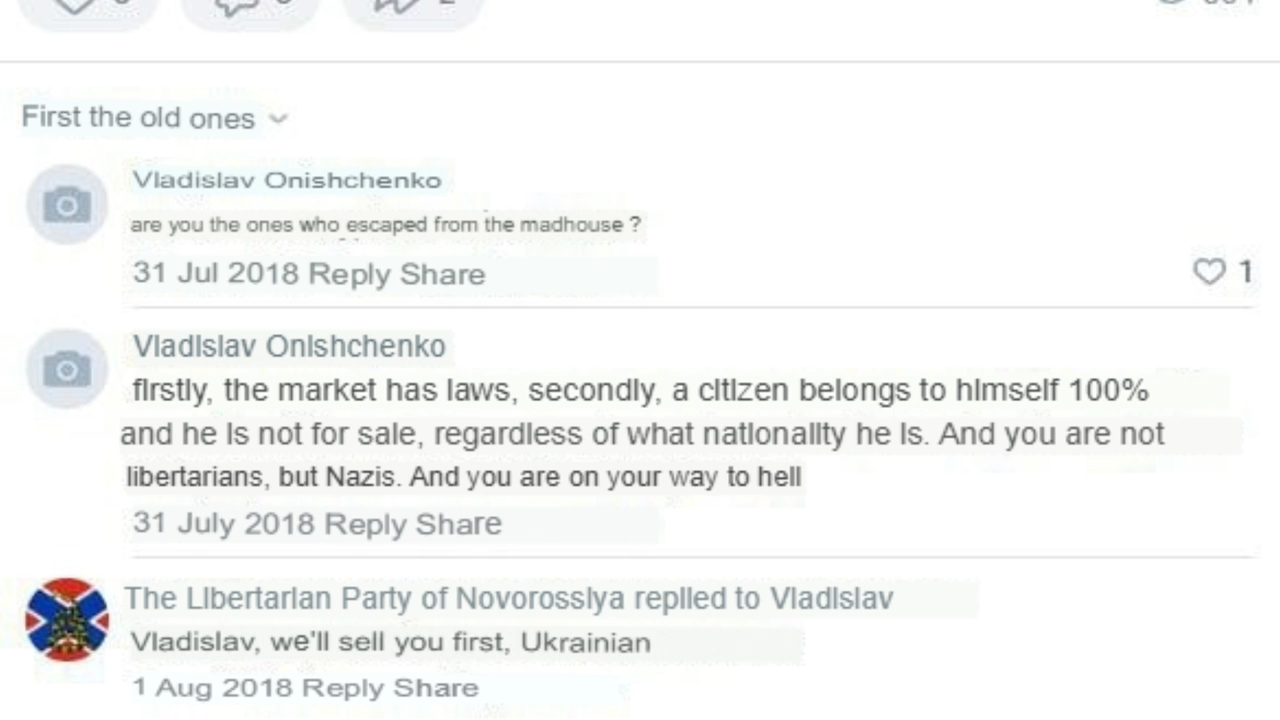 First the old ones
Vladislav Onishchenko
are you the ones who escaped from the madhouse ?
31 Jul 2018 Reply Share
1
Vladislav Onishchenko
firstly, the market has laws, secondly, a citizen belongs to himself 100%
and he is not for sale, regardless of what nationality he is. And you are not
libertarians, but Nazis. And you are on your way to hell
31 July 2018 Reply Share
The Libertarian Party of Novorossiya replied to Vladislav
Vladislav, we'll sell you first, Ukrainian
1 Aug 2018 Reply Share